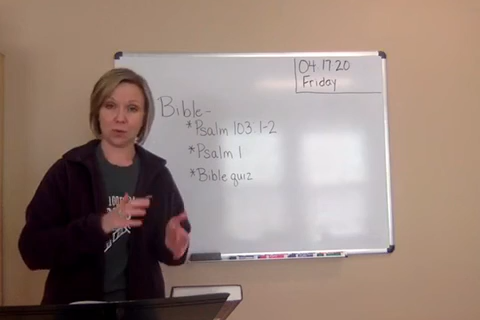 04.17.20
Friday
Bible-
*Psalm 103:1-2
*Psalm 1
*Bible quiz